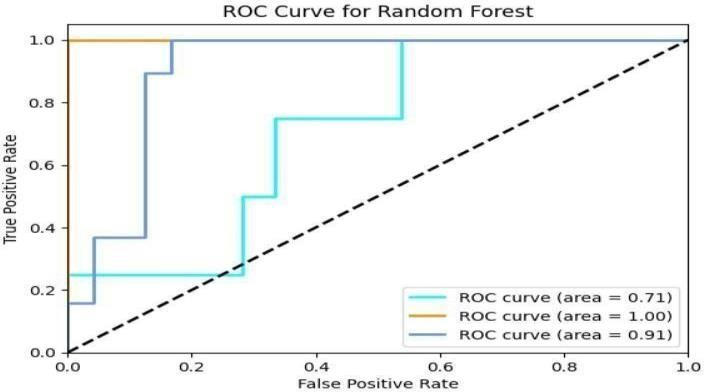 ROC Curve for Random Forest
1.0
0.8
0.6
0.4
0.2
0.0
True Positive Rate
0.0 0.2 0.4 0.6 0.8 1.0
False Positive Rate
ROC curve (area = 0.71)
ROC curve (area = 1.00)
ROC curve (area = 0.91)